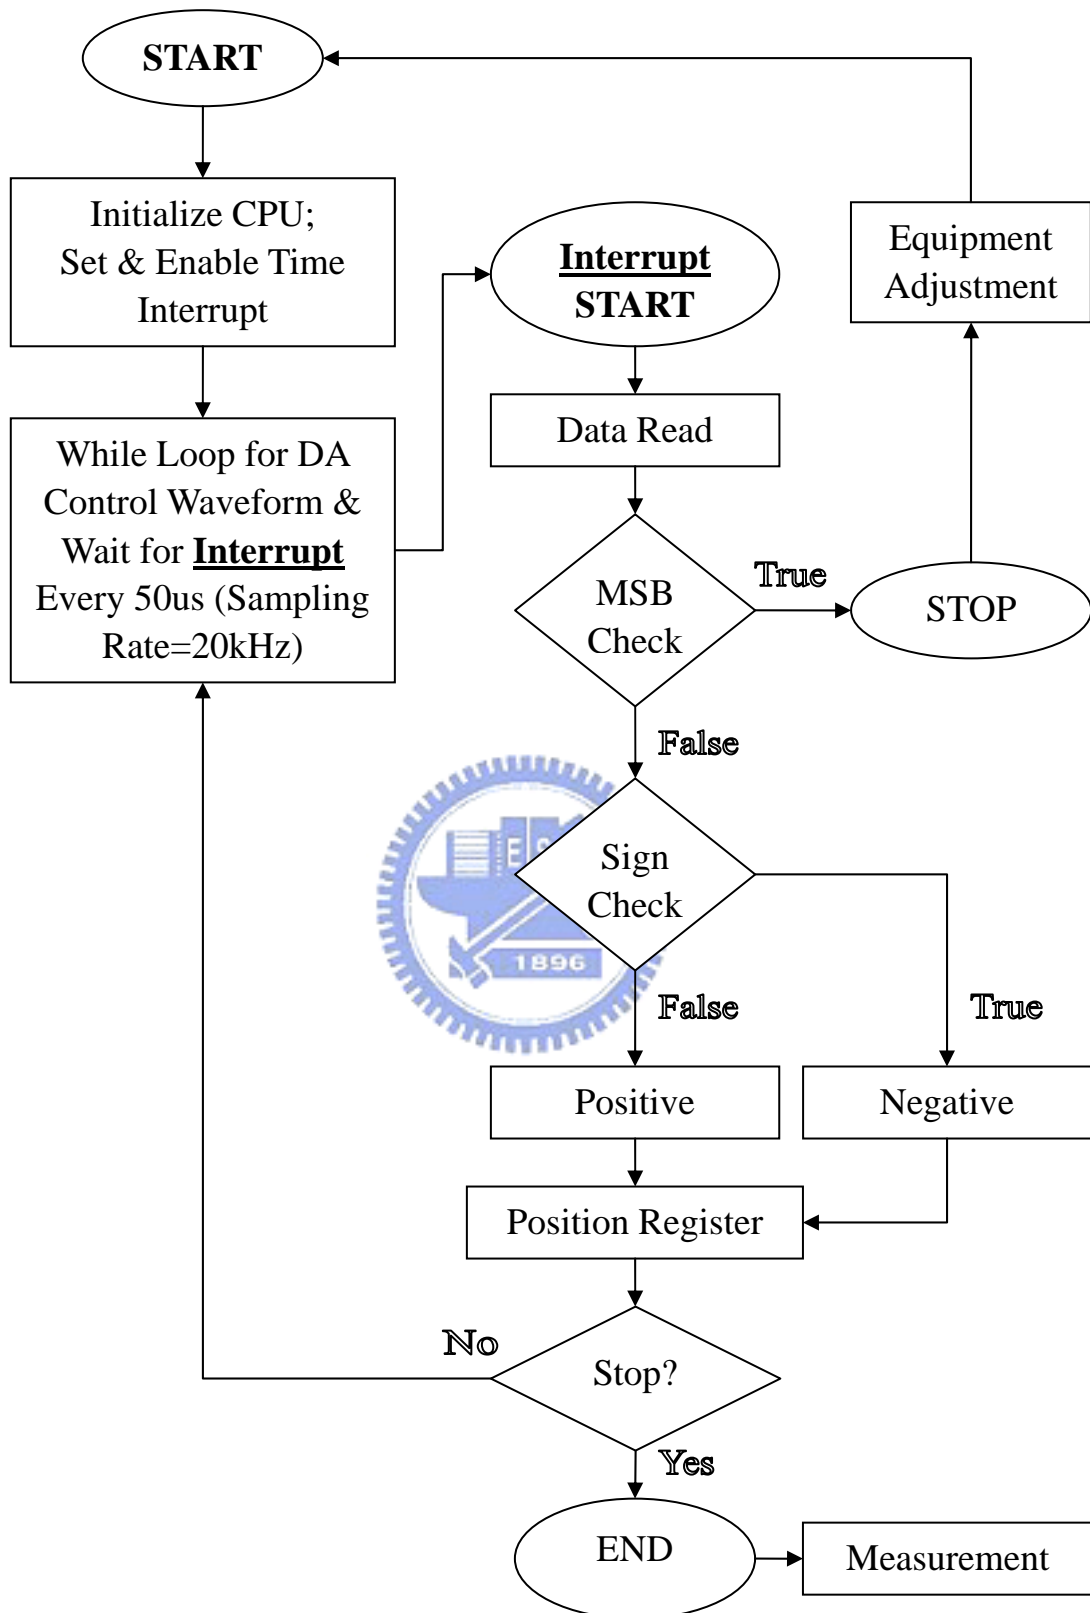 START
Initialize CPU;
Set & Enable Time
Interrupt
Interrupt
START
Equipment
Adjustment
While Loop for DA
Control Waveform &
Wait for Interrupt
Every 50us (Sampling
Rate=20kHz)
Data Read
MSB
Check
True
STOP
False
Sign
Check
E S
1896
False
True
Positive
Negative
Position Register
No
Stop?
Yes
END
Measurement